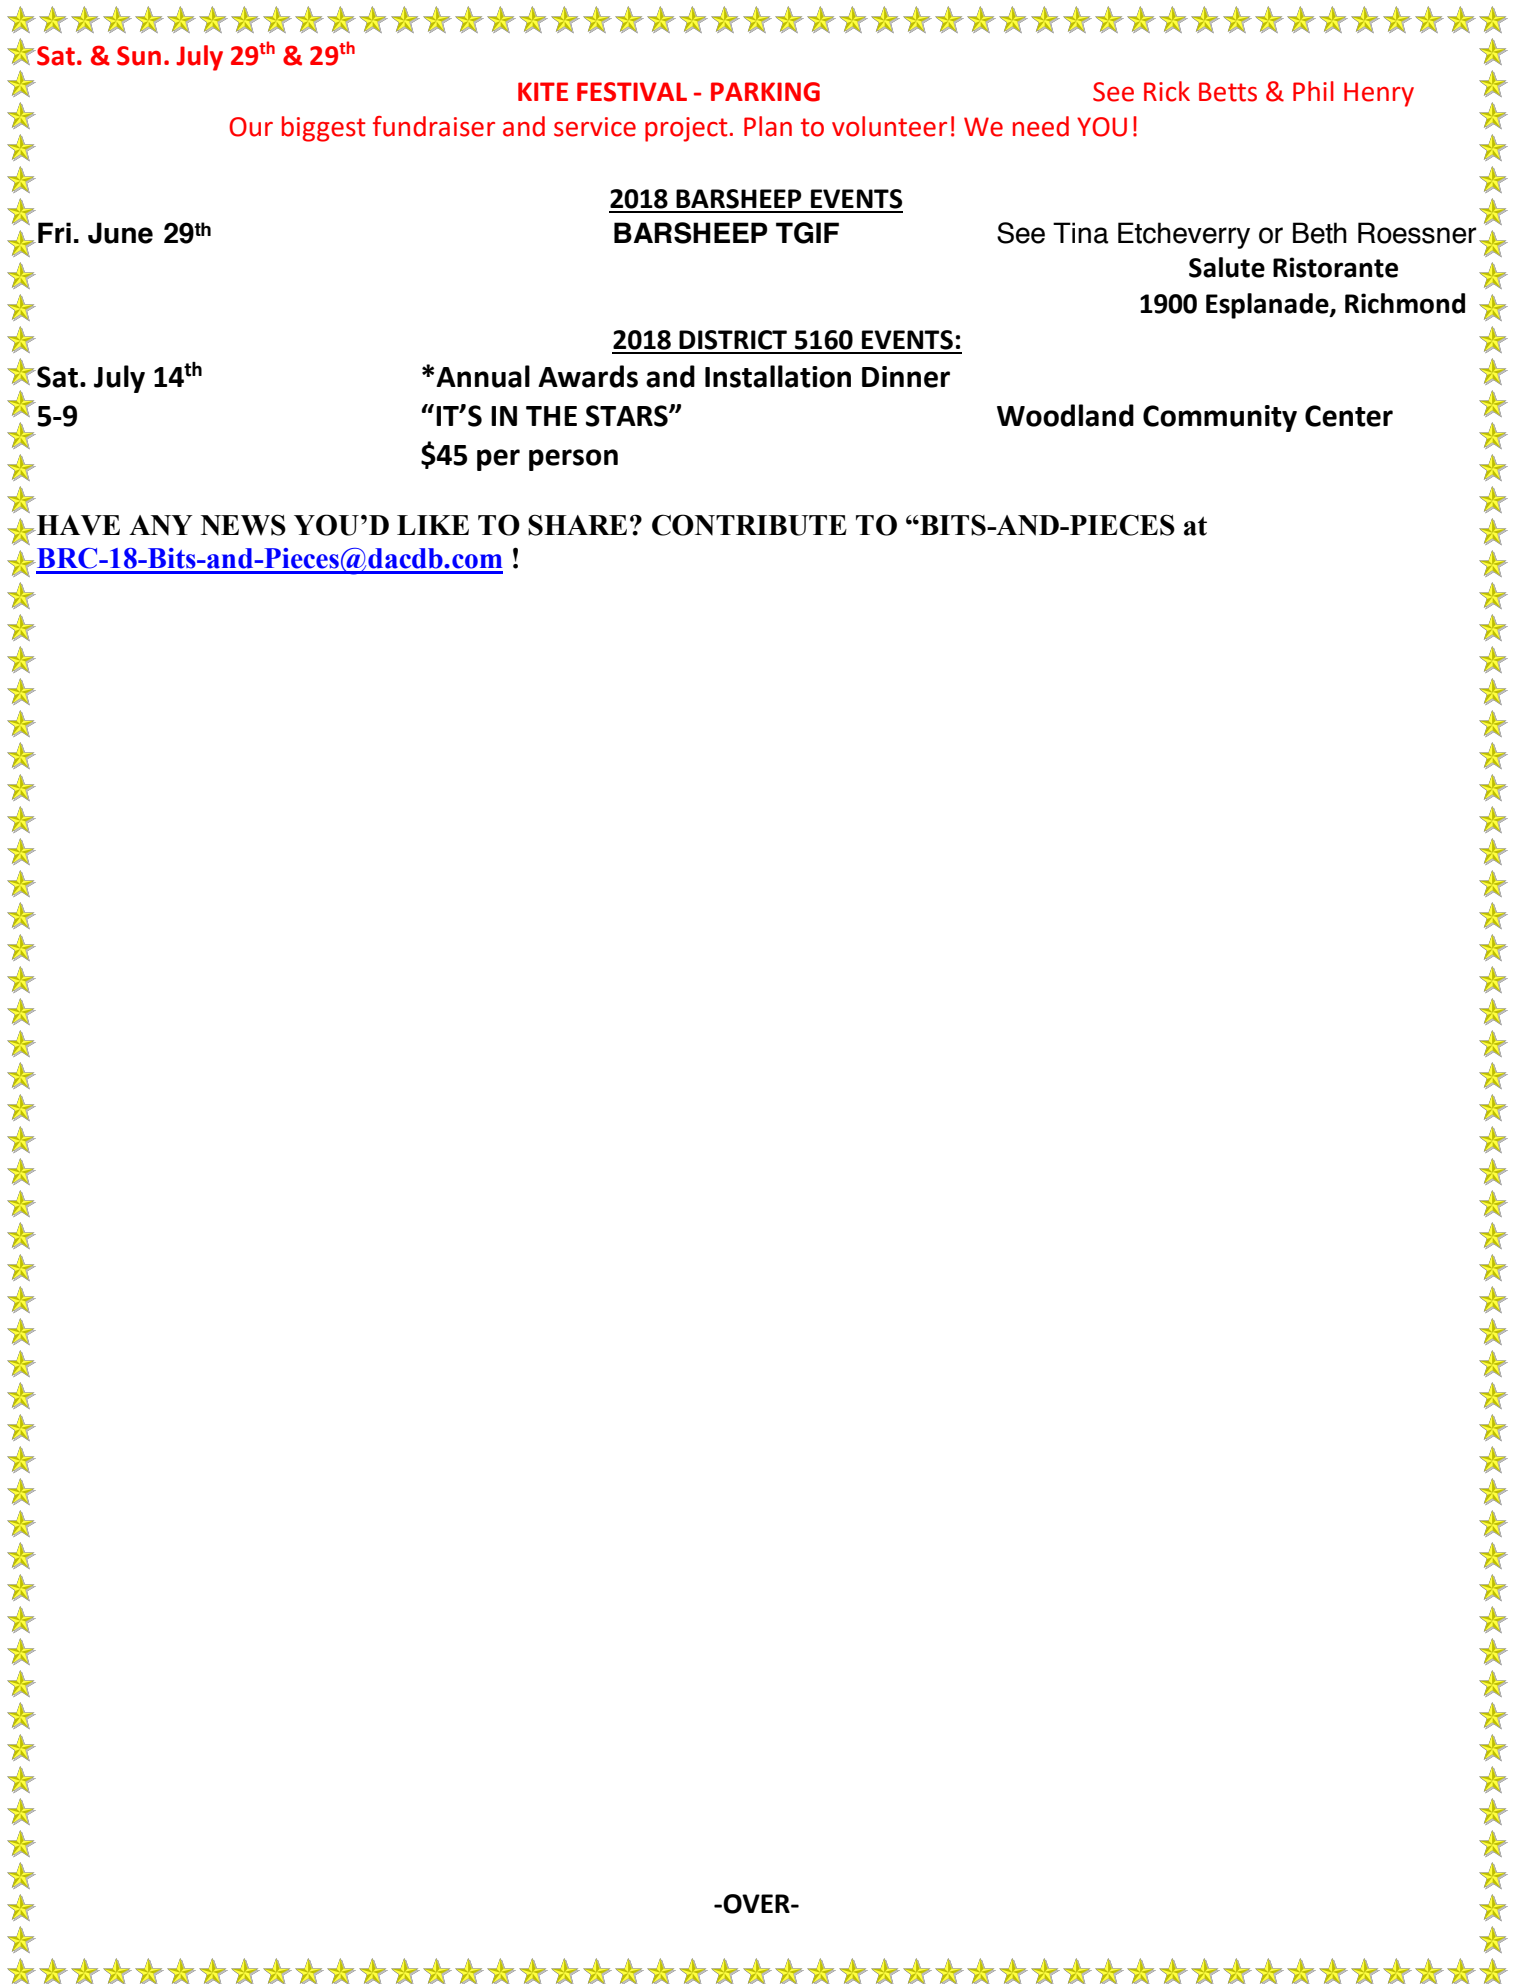 Sat. & Sun. July 29th & 29th
KITE FESTIVAL - PARKING See Rick Betts & Phil Henry
Our biggest fundraiser and service project. Plan to volunteer! We need YOU!
2018 BARSHEEP EVENTS
Fri. June 29th BARSHEEP TGIF See Tina Etcheverry or Beth Roessner
Salute Ristorante
1900 Esplanade, Richmond
2018 DISTRICT 5160 EVENTS:
Sat. July 14th *Annual Awards and Installation Dinner
5-9 “IT’S IN THE STARS” Woodland Community Center
$45 per person
HAVE ANY NEWS YOU’D LIKE TO SHARE? CONTRIBUTE TO “BITS-AND-PIECES at
BRC-18-Bits-and-Pieces@dacdb.com !
-OVER-